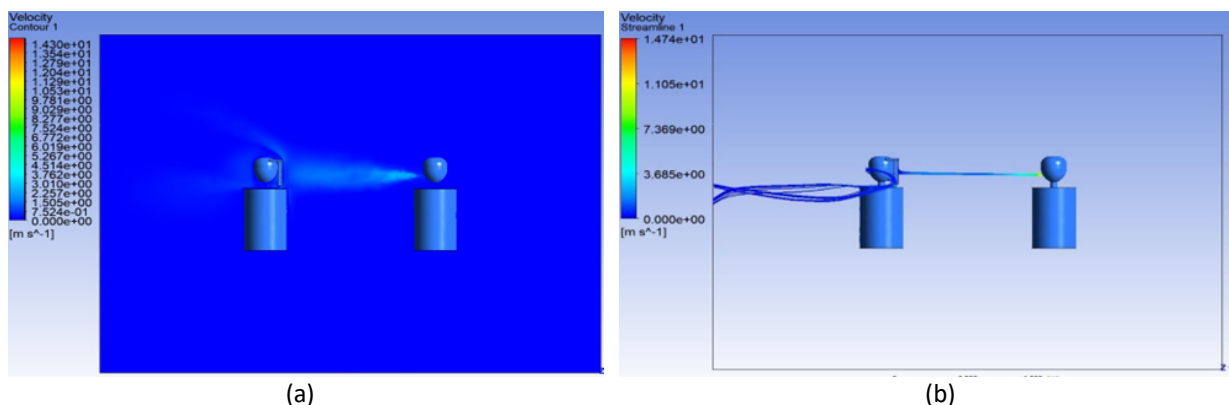 Velocity
Contour 1
1.430e+01
1.354e+01
1.279e+01
1.204e+01
1.129e+01
1.053e+01
9.781e+00
9.029e+00
8.277e+00
7.524e+00
6.772e+00
6.019e+00
5.267e+00
4.514e+00
3.762e+00
3.010e+00
2.257e+00
1.505e+00
7.524e-01
0.000e+00
[m s^-1]
(a)
Velocity
Streamline 1
1.474e+01
1.105e+01
7.369e+00
3.685e+00
0.000e+00
[m s^-1]
z
(b)